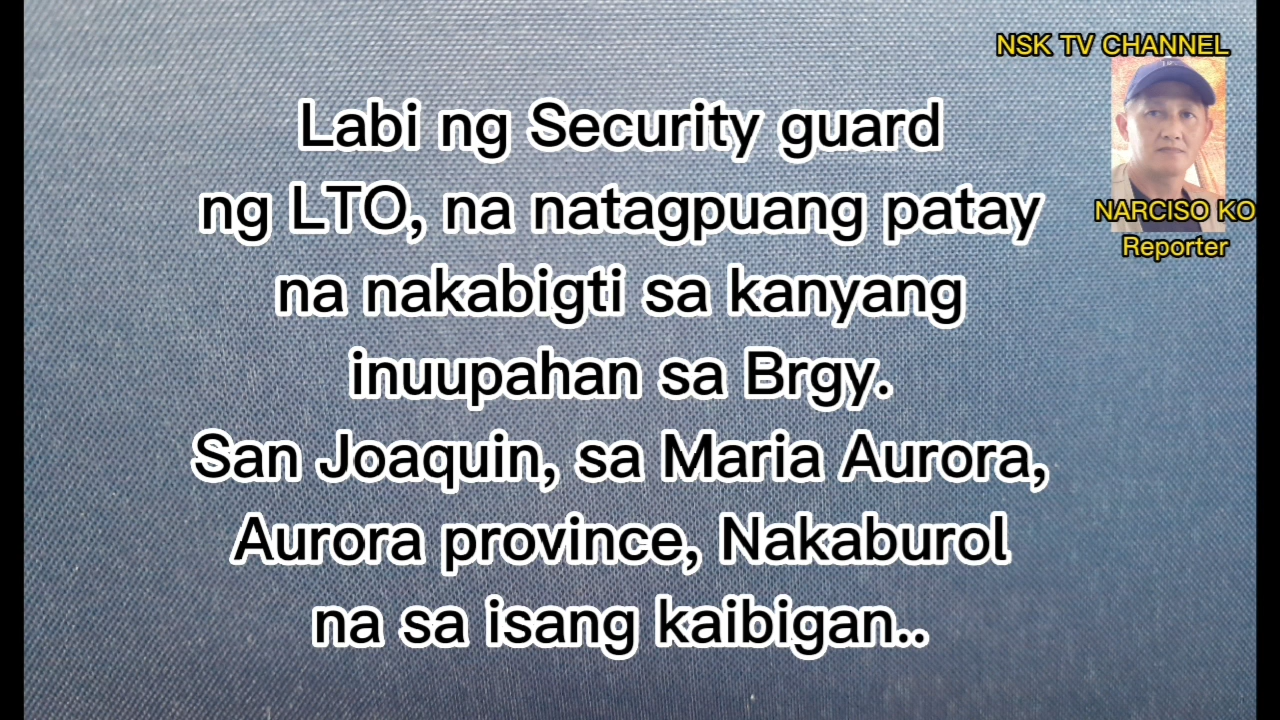 NSK TV CHANNEL
NARCISO KO
Reporter
Labi ng Security guard
ng LTO, na natagpuang patay
na nakabigti sa kanyang
inuupahan sa Brgy.
San Joaquin, sa Maria Aurora,
Aurora province, Nakaburol
na sa isang kaibigan..